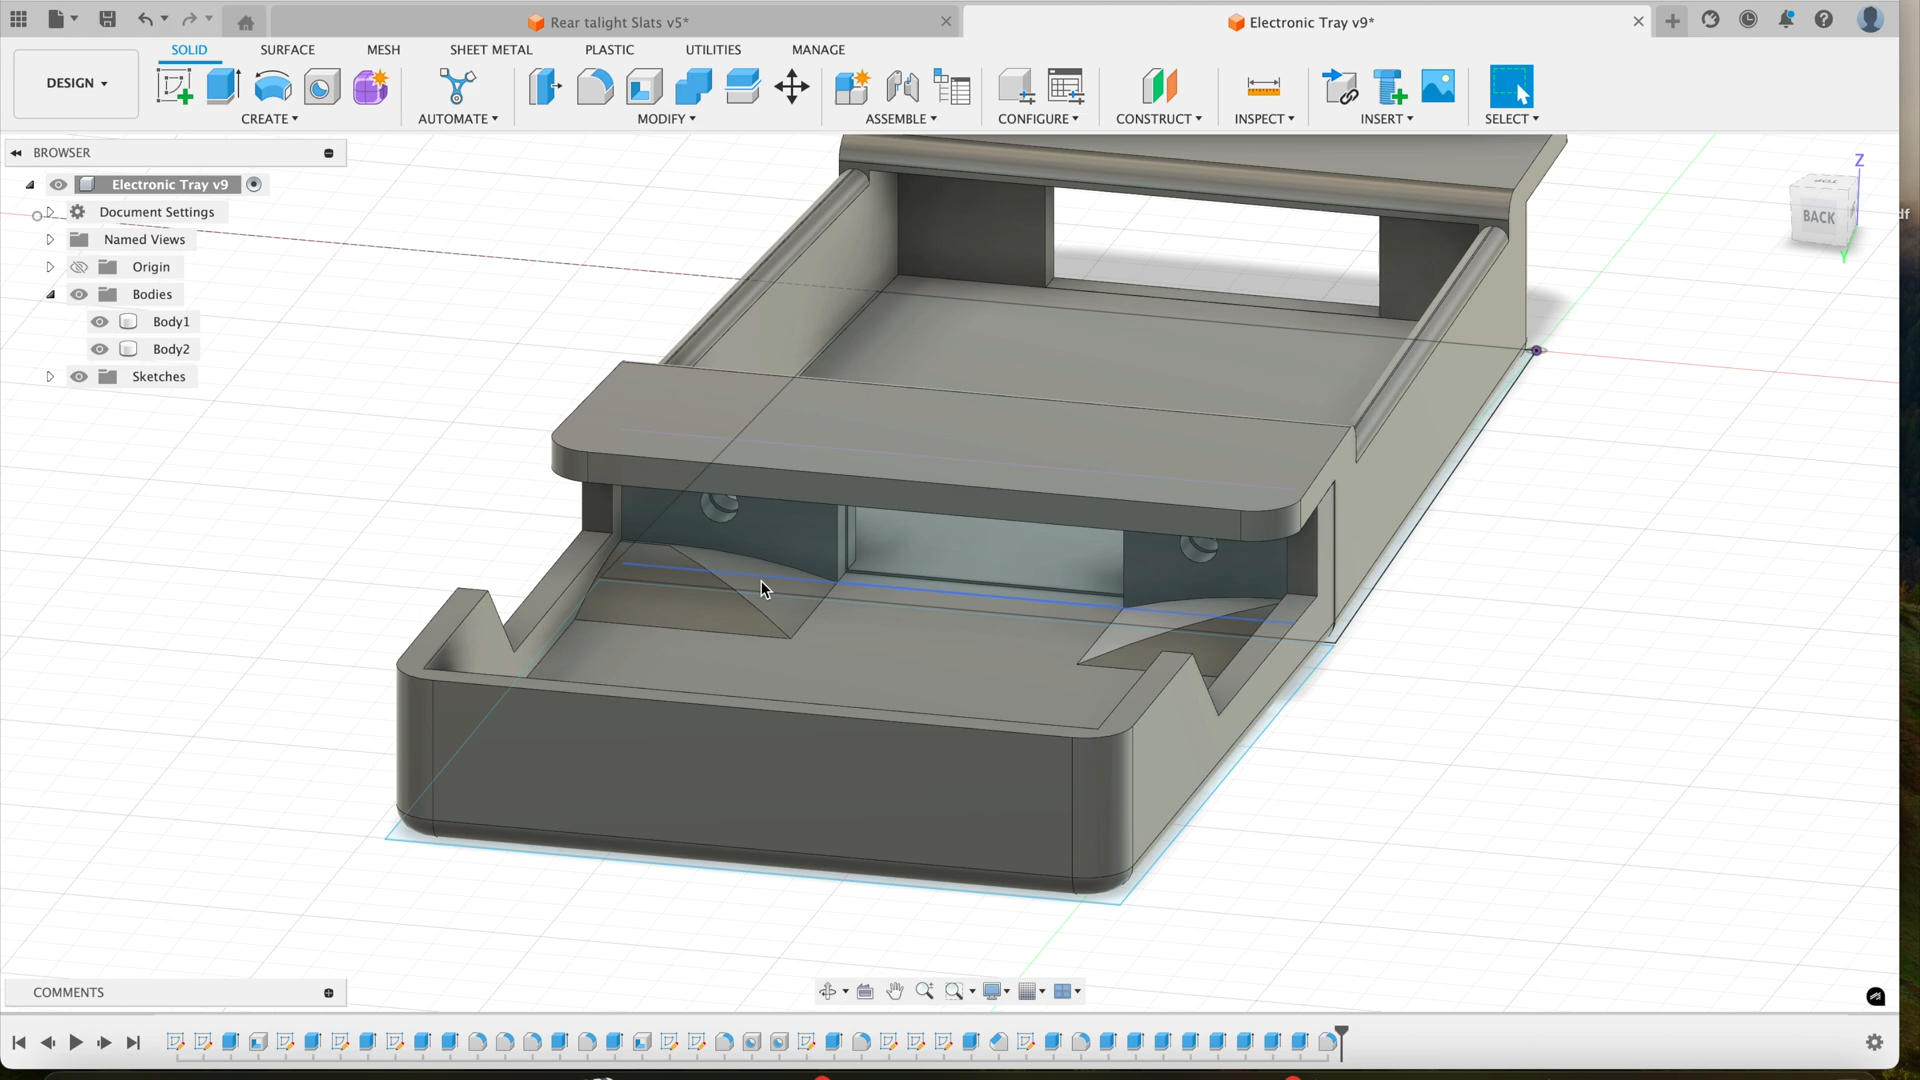 Rear talight Slats v5*
Electronic Tray v9*
DESIGN
SOLID
SURFACE
MESH
SHEET METAL
PLASTIC
UTILITIES
MANAGE
CREATE
AUTOMATE
MODIFY
ASSEMBLE
CONFIGURE
CONSTRUCT
INSPECT
INSERT
SELECT
BROWSER
Electronic Tray v9
Document Settings
Named Views
Origin
Bodies
Body1
Body2
Sketches
Z
TOP
BACK
Y
df
COMMENTS